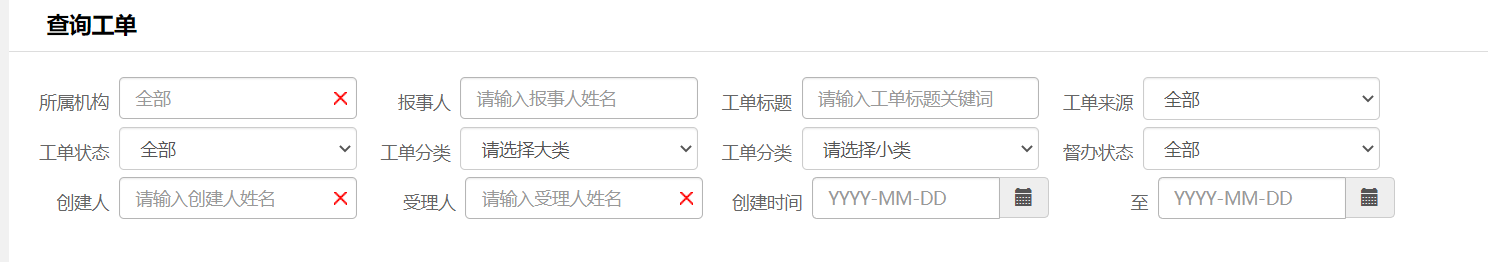 查询工单
所属机构 全部 报事人 请输入报事人姓名 工单标题 请输入工单标题关键词 工单来源 全部
工单状态 全部 工单分类 请选择大类 工单分类 请选择小类 督办状态 全部
创建人 请输入创建人姓名 受理人 请输入受理人姓名 创建时间 YYYY-MM-DD 至 YYYY-MM-DD